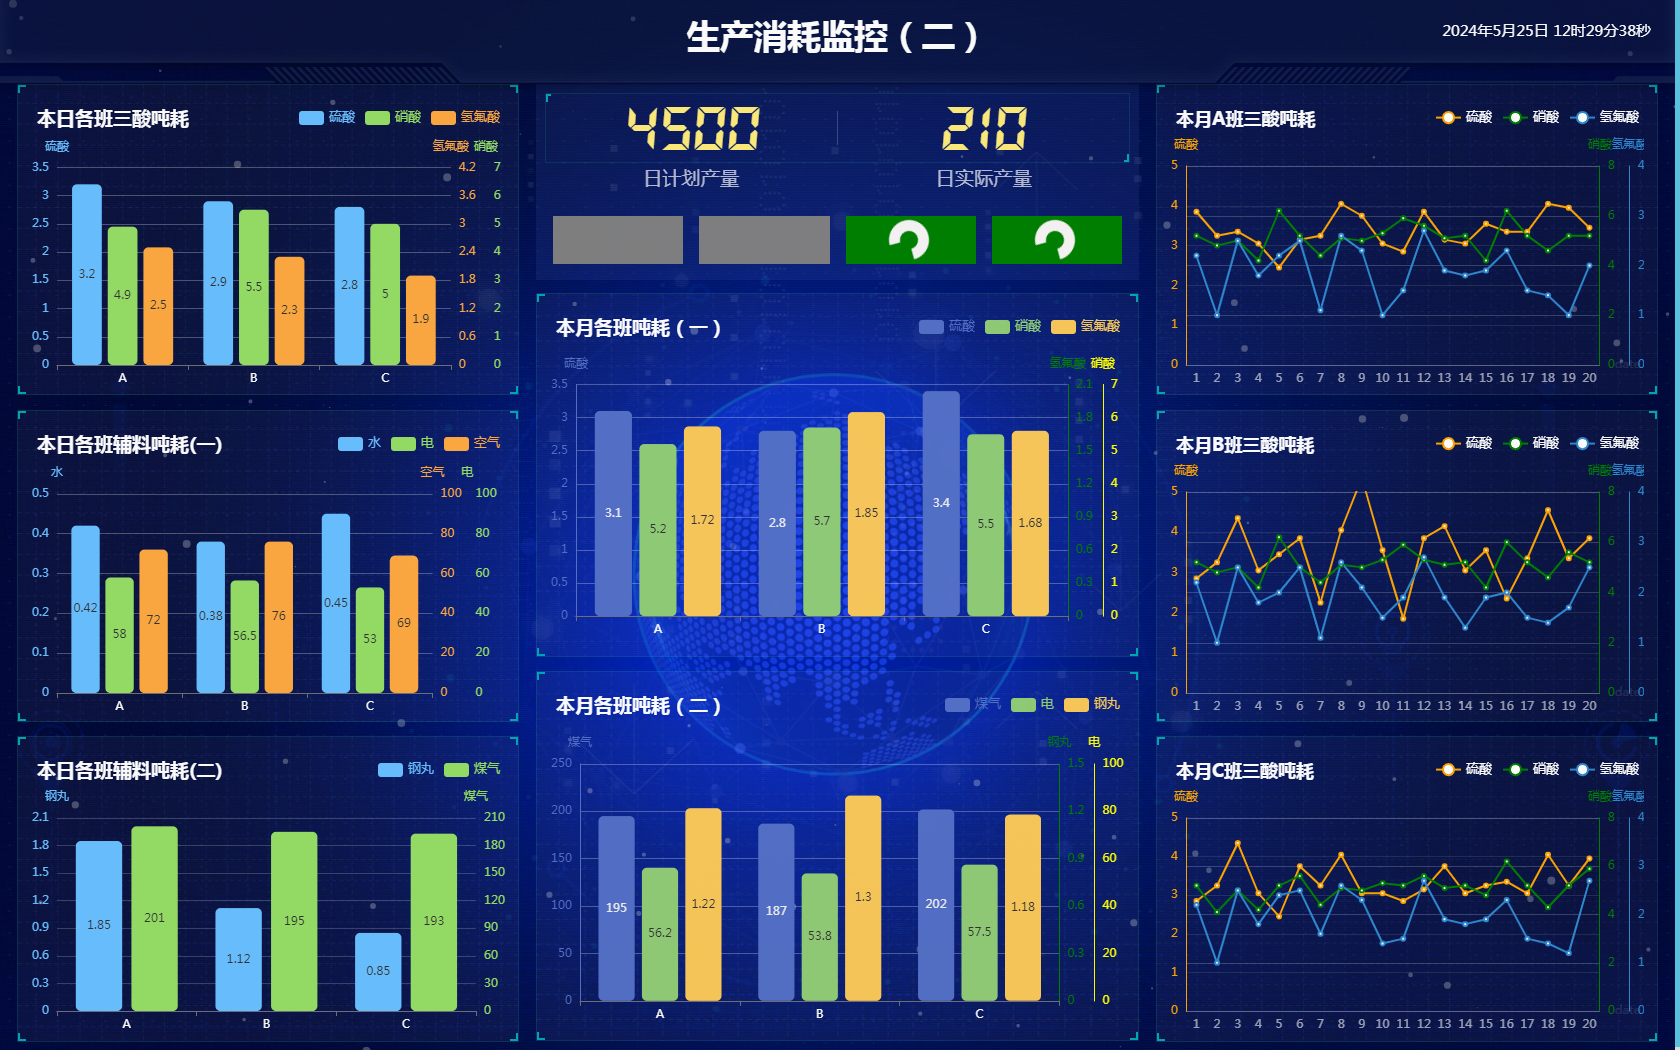 生产消耗监控（二）
2024年5月25日 12时29分38秒
本日各班三酸吨耗
硫酸 硝酸 氢氟酸
硫酸 氢氟酸 硝酸
3.5 4.2 7
3 3.6 6
2.5 3 5
2 2.4 4
1.5 1.8 3
1 1.2 2
0.5 0.6 1
0 0 0
3.2 4.9 2.5 2.9 5.5 2.3 2.8 5 1.9
A B C
本日各班辅料吨耗(一)
水 电 空气
水 空气 电
0.5 100 100
0.4 80 80
0.3 60 60
0.2 40 40
0.1 20 20
0 0 0
0.42 58 72 0.38 56.5 76 0.45 53 69
A B C
本日各班辅料吨耗(二)
钢丸 煤气
钢丸 煤气
2.1 210
1.8 180
1.5 150
1.2 120
0.9 90
0.6 60
0.3 30
0 0
1.85 201 1.12 195 0.85 193
A B C
4500 210
日计划产量 日实际产量
本月各班吨耗（一）
硫酸 硝酸 氢氟酸
硫酸 氢氟酸 硝酸
3.5 2.1 7
3 1.8 6
2.5 1.5 5
2 1.2 4
1.5 0.9 3
1 0.6 2
0.5 0.3 1
0 0 0
3.1 5.2 1.72 2.8 5.7 1.85 3.4 5.5 1.68
A B C
本月各班吨耗（二）
煤气 电 钢丸
煤气 钢丸 电
250 1.5 100
200 1.2 80
150 0.9 60
100 0.6 40
50 0.3 20
0 0 0
195 56.2 1.22 187 53.8 1.3 202 57.5 1.18
A B C
本月A班三酸吨耗
硫酸 硝酸 氢氟酸
硫酸 硝酸 氢氟酸
5 8 4
4 6 3
3
2 4 2
1 2 1
0 0 date 0
1 2 3 4 5 6 7 8 9 10 11 12 13 14 15 16 17 18 19 20
本月B班三酸吨耗
硫酸 硝酸 氢氟酸
硫酸 硝酸 氢氟酸
5 8 4
4 6 3
3
2 4 2
1 2 1
0 0 date 0
1 2 3 4 5 6 7 8 9 10 11 12 13 14 15 16 17 18 19 20
本月C班三酸吨耗
硫酸 硝酸 氢氟酸
硫酸 硝酸 氢氟酸
5 8 4
4 6 3
3
2 4 2
1 2 1
0 0 date 0
1 2 3 4 5 6 7 8 9 10 11 12 13 14 15 16 17 18 19 20